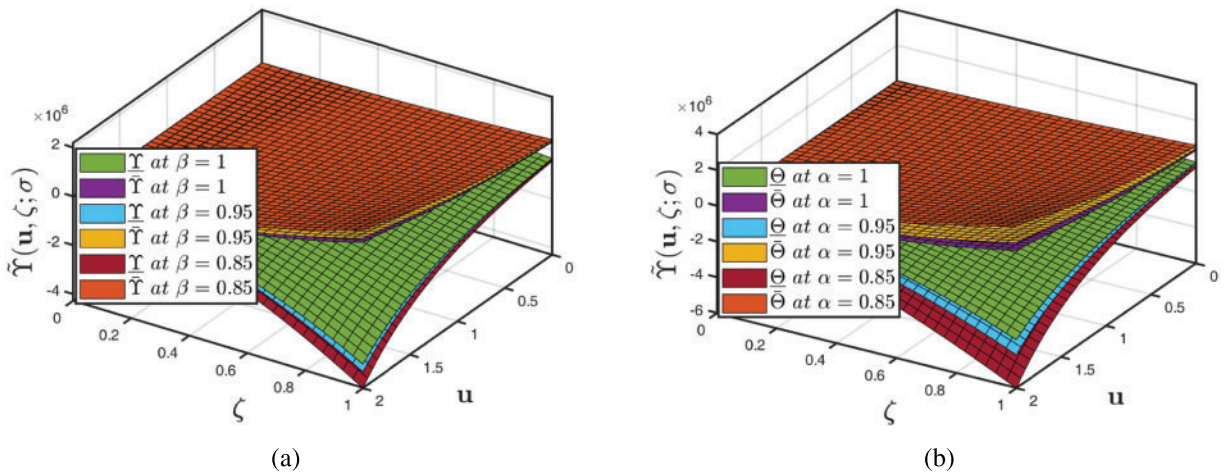 ×10⁶
2
0
-2
-4
Υ̃(u, ζ; σ)
Υ̲ at β = 1
Ῡ at β = 1
Υ̲ at β = 0.95
Ῡ at β = 0.95
Υ̲ at β = 0.85
Ῡ at β = 0.85
0
0.2
0.4
0.6
0.8
1
ζ
0
0.5
1
1.5
2
u
(a)
×10⁶
4
2
0
-2
-4
-6
Υ̃(u, ζ; σ)
Θ̲ at α = 1
Θ̄ at α = 1
Θ̲ at α = 0.95
Θ̄ at α = 0.95
Θ̲ at α = 0.85
Θ̄ at α = 0.85
0
0.2
0.4
0.6
0.8
1
ζ
0
0.5
1
1.5
2
u
(b)